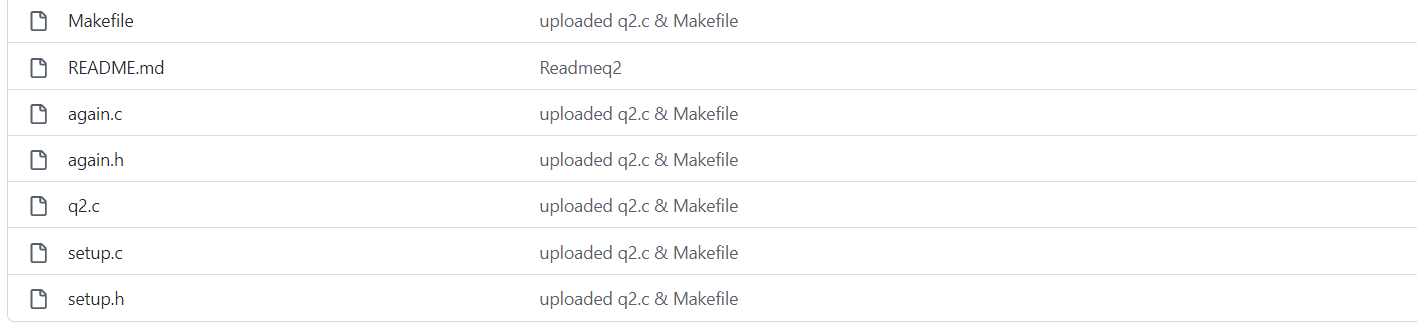 Makefile uploaded q2.c & Makefile
README.md Readmeq2
again.c uploaded q2.c & Makefile
again.h uploaded q2.c & Makefile
q2.c uploaded q2.c & Makefile
setup.c uploaded q2.c & Makefile
setup.h uploaded q2.c & Makefile